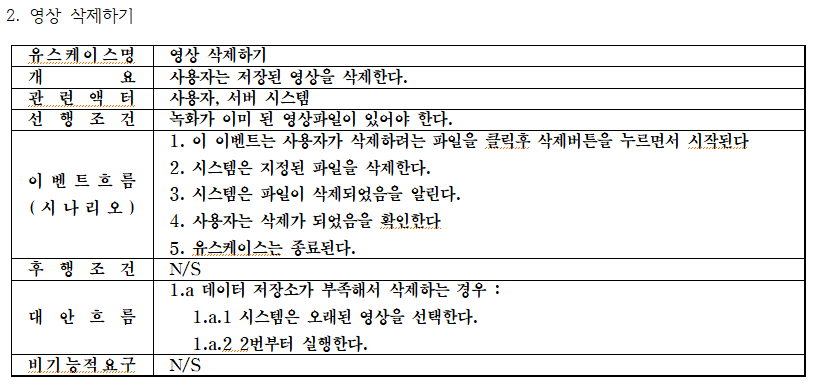 2. 영상 삭제하기
유스케이스명 영상 삭제하기
개 요 사용자는 저장된 영상을 삭제한다.
관 련 액 터 사용자, 서버 시스템
선 행 조 건 녹화가 이미 된 영상파일이 있어야 한다.
이 벤 트 흐 름
( 시 나 리 오 )
1. 이 이벤트는 사용자가 삭제하려는 파일을 클릭후 삭제버튼을 누르면서 시작된다
2. 시스템은 지정된 파일을 삭제한다.
3. 시스템은 파일이 삭제되었음을 알린다.
4. 사용자는 삭제가 되었음을 확인한다
5. 유스케이스는 종료된다.
후 행 조 건 N/S
대 안 흐 름
1.a 데이터 저장소가 부족해서 삭제하는 경우 :
1.a.1 시스템은 오래된 영상을 선택한다.
1.a.2 2번부터 실행한다.
비기능적요구 N/S